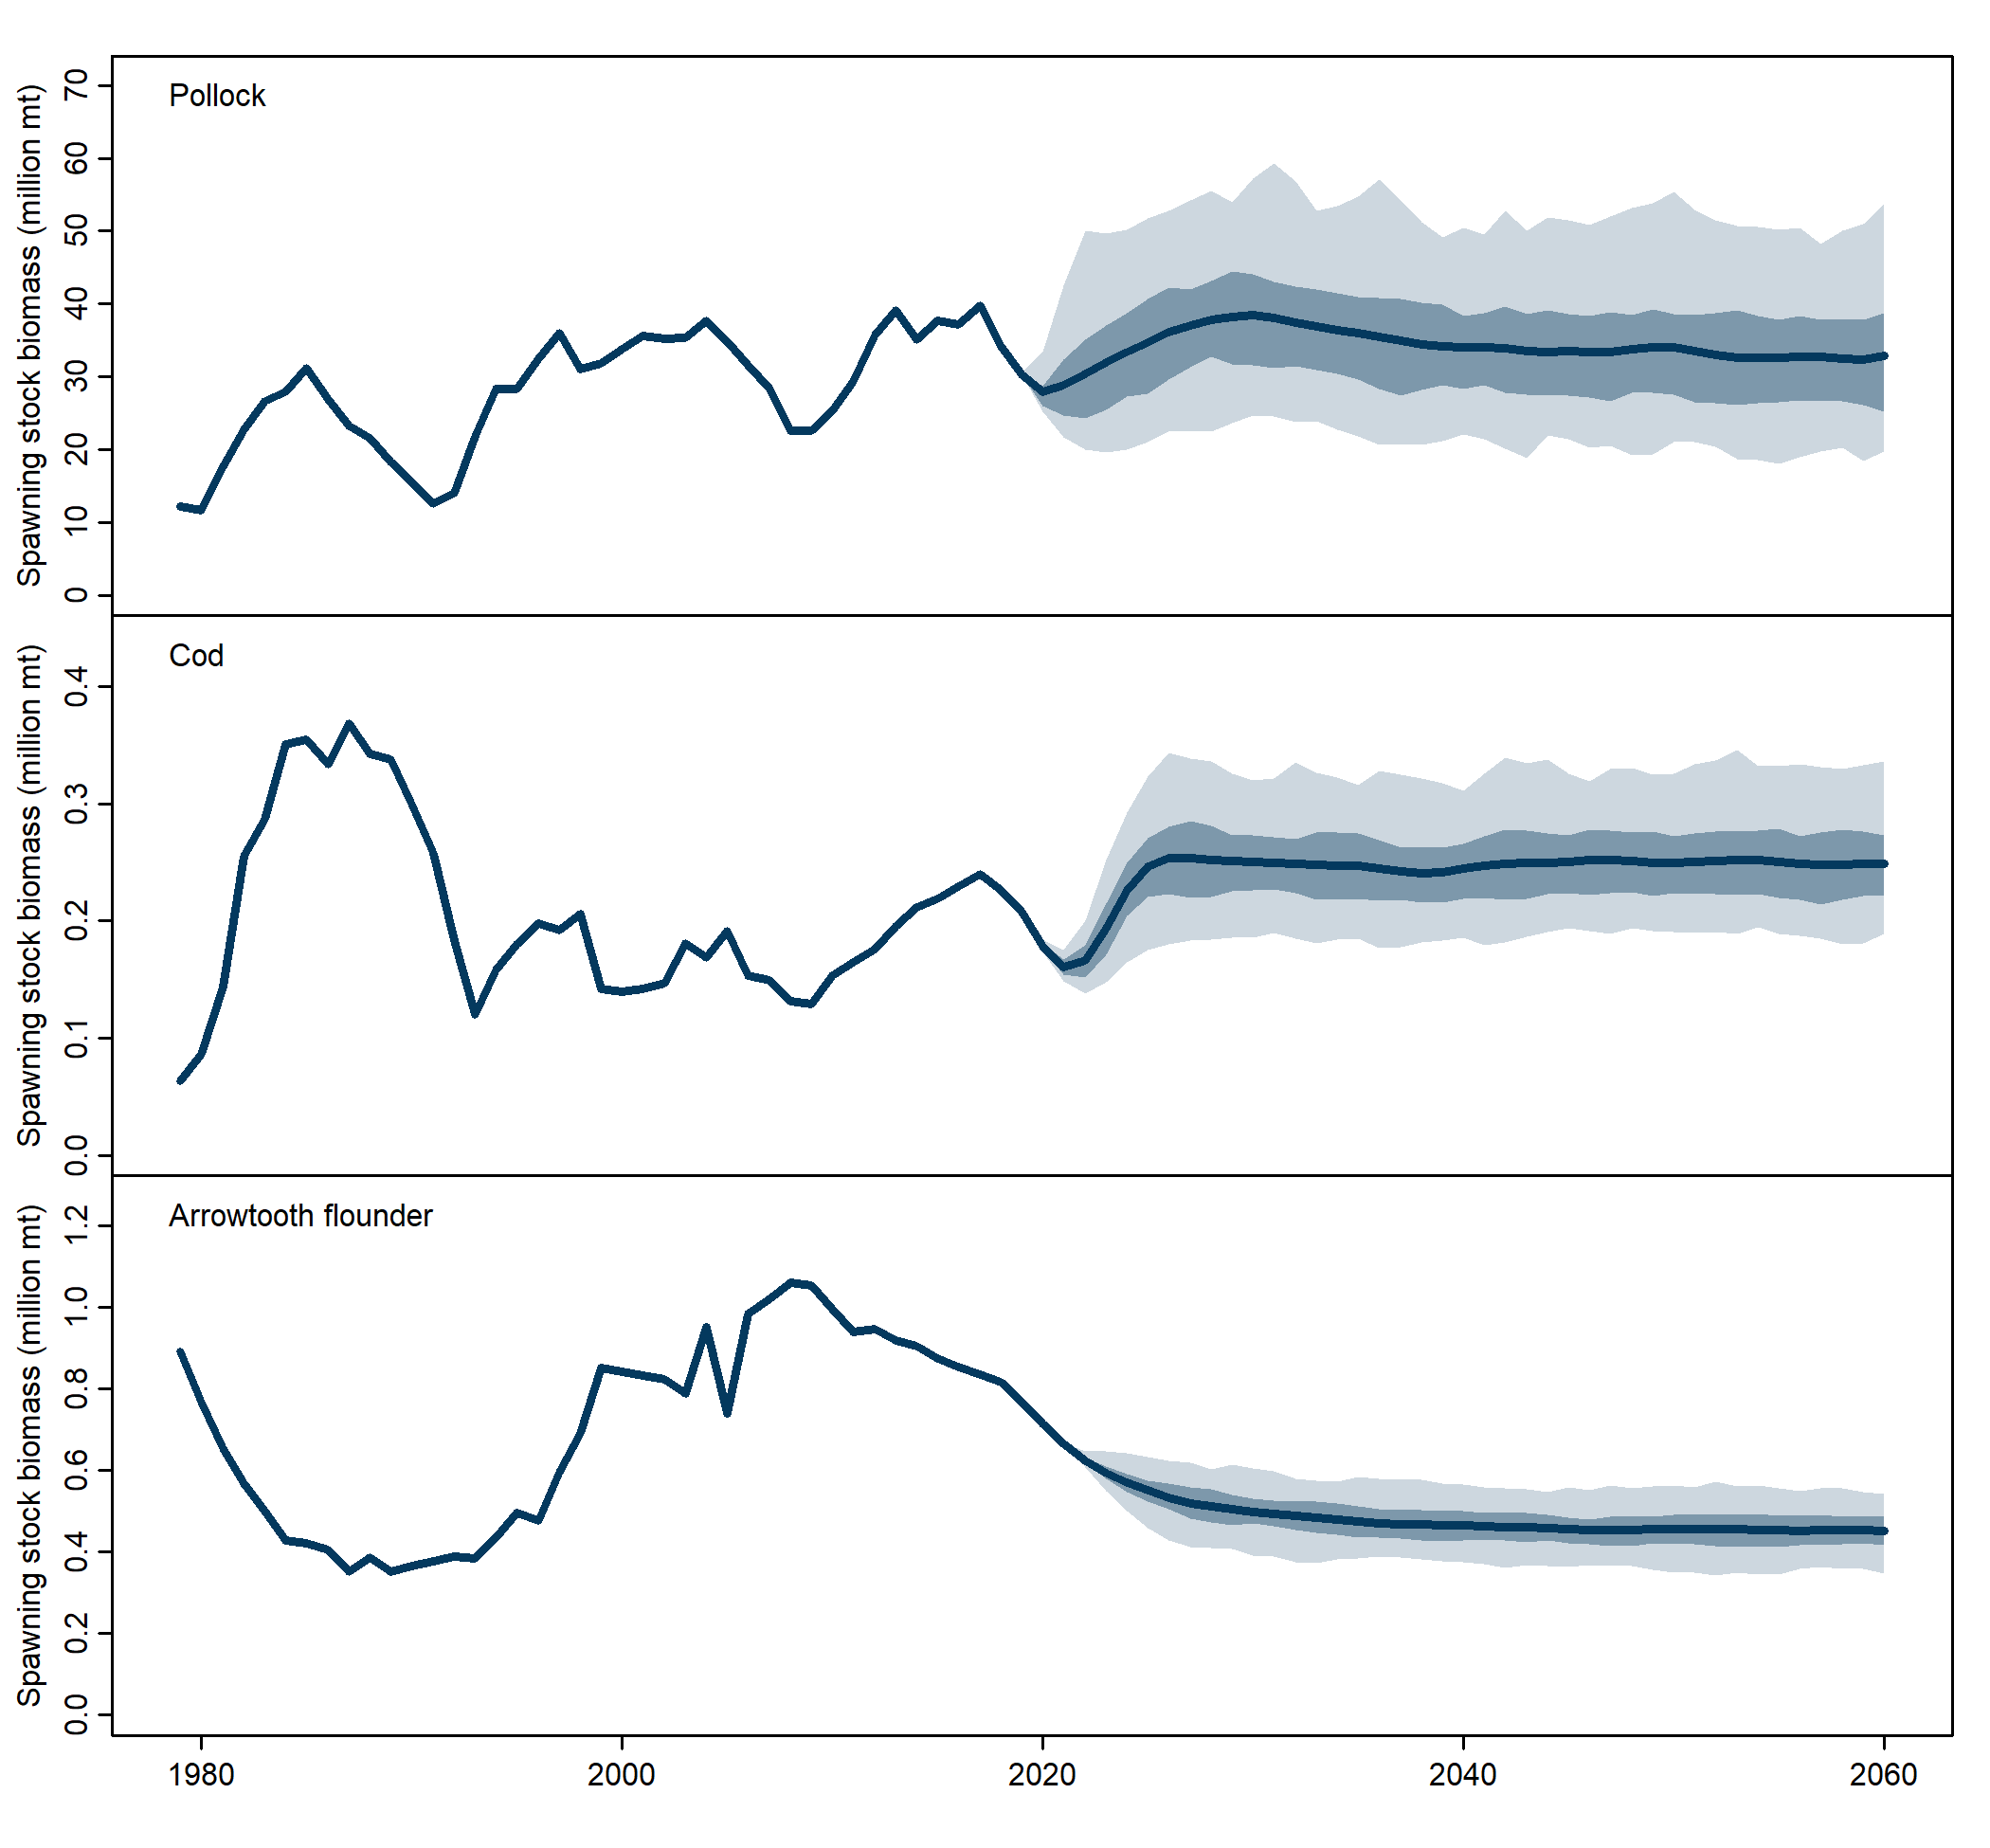 Pollock
Spawning stock biomass (million mt)
70
60
50
40
30
20
10
0
Cod
Spawning stock biomass (million mt)
0.4
0.3
0.2
0.1
0.0
Arrowtooth flounder
Spawning stock biomass (million mt)
1.2
1.0
0.8
0.6
0.4
0.2
0.0
1980 2000 2020 2040 2060